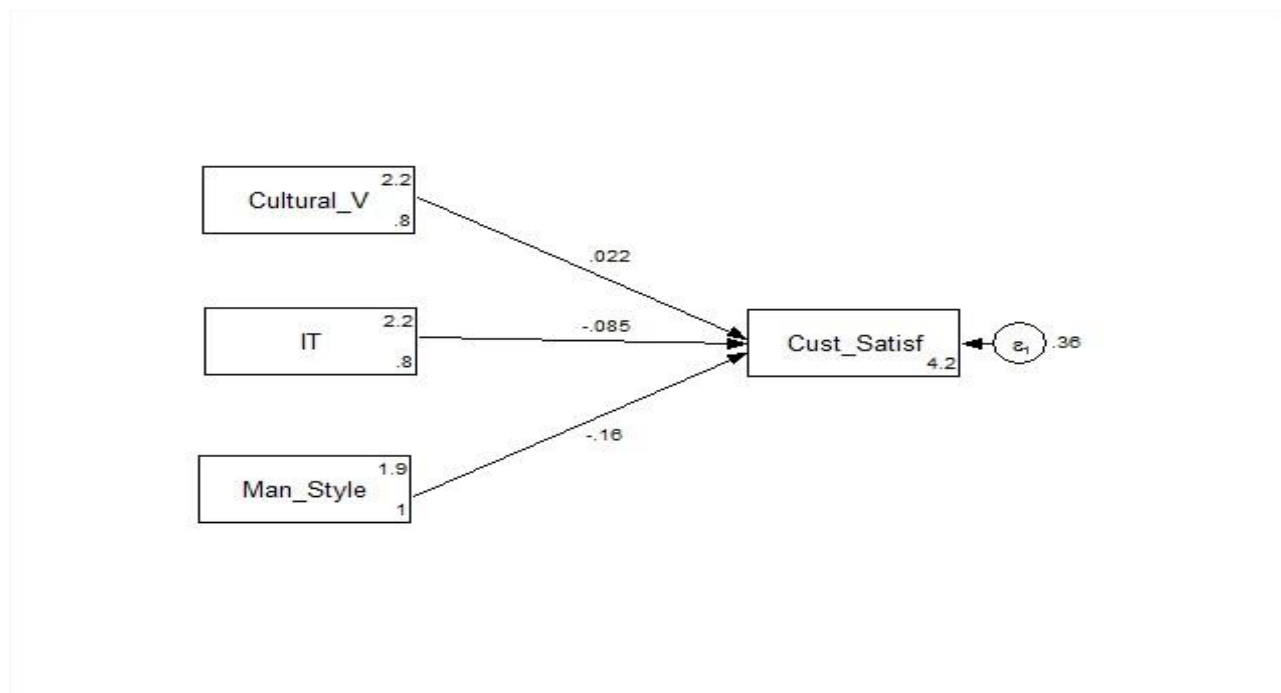 2.2
Cultural_V
.8
.022
2.2
IT
.8
-.085
Cust_Satisf
4.2
ε1
.36
-.16
1.9
Man_Style
1